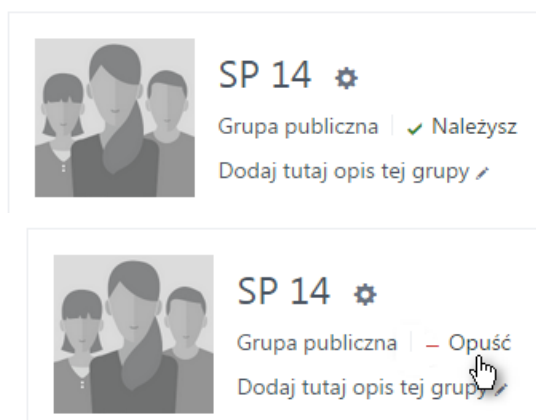 SP 14
Grupa publiczna Należysz
Dodaj tutaj opis tej grupy
SP 14
Grupa publiczna Opuść
Dodaj tutaj opis tej grupy